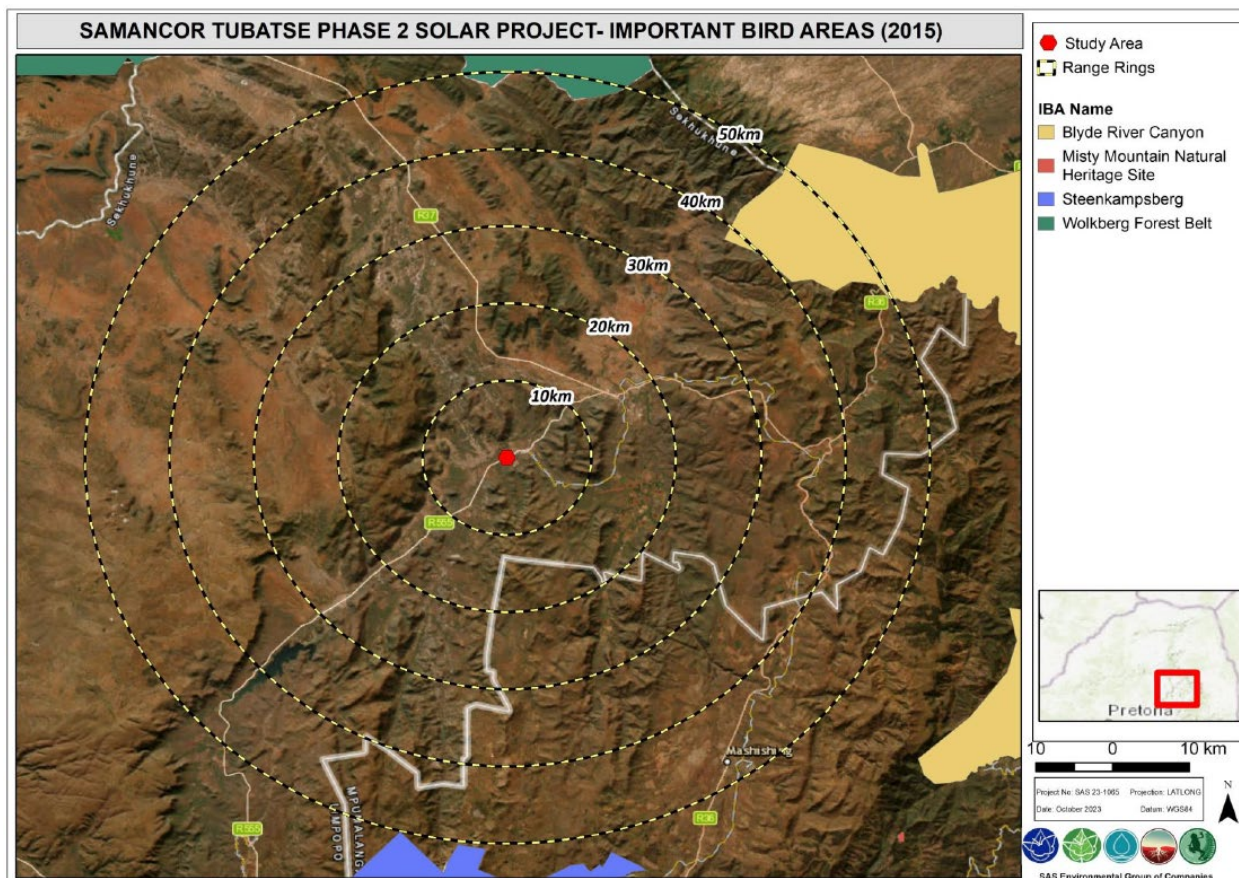 SAMANCOR TUBATSE PHASE 2 SOLAR PROJECT- IMPORTANT BIRD AREAS (2015)
Study Area
Range Rings
IBA Name
Blyde River Canyon
Misty Mountain Natural
Heritage Site
Steenkampsberg
Wolkberg Forest Belt
50km
40km
30km
20km
10km
Sekhukhune
Sekhukhune
R37
R36
R555
R555
R36
Mashishing
MPUMALANG
LIMPOPO
Pretoria
10 0 10 km
Project No: SAS 23-1065 Projection: LATLONG
Date: October 2023 Datum: WGS84
N
SAS Environmental Group of Companies